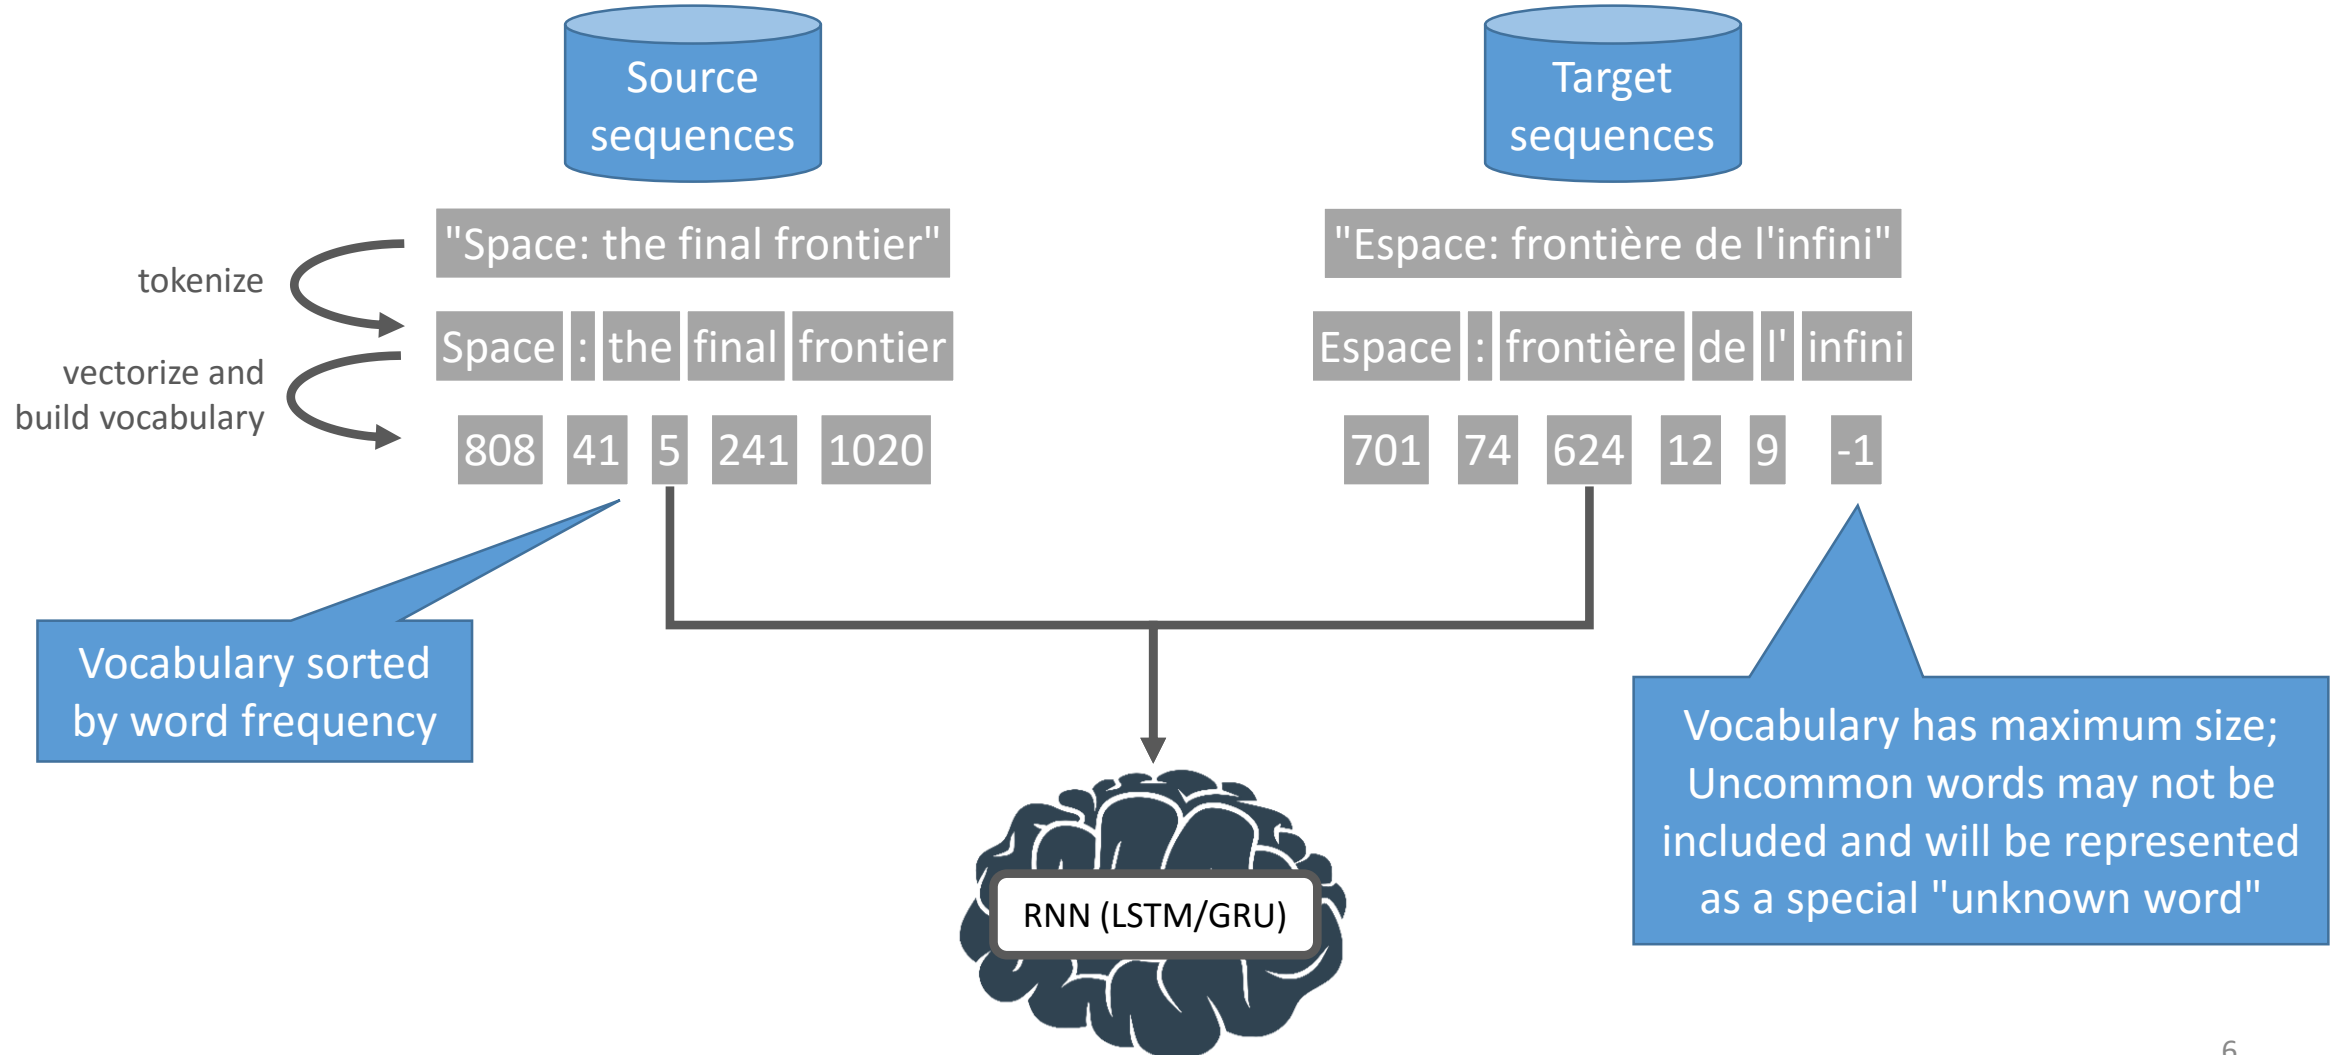 Source
sequences
Target
sequences
"Space: the final frontier"
"Espace: frontière de l'infini"
tokenize
Space : the final frontier
Espace : frontière de l' infini
vectorize and
build vocabulary
808 41 5 241 1020
701 74 624 12 9 -1
Vocabulary sorted
by word frequency
Vocabulary has maximum size;
Uncommon words may not be
included and will be represented
as a special "unknown word"
RNN (LSTM/GRU)
6